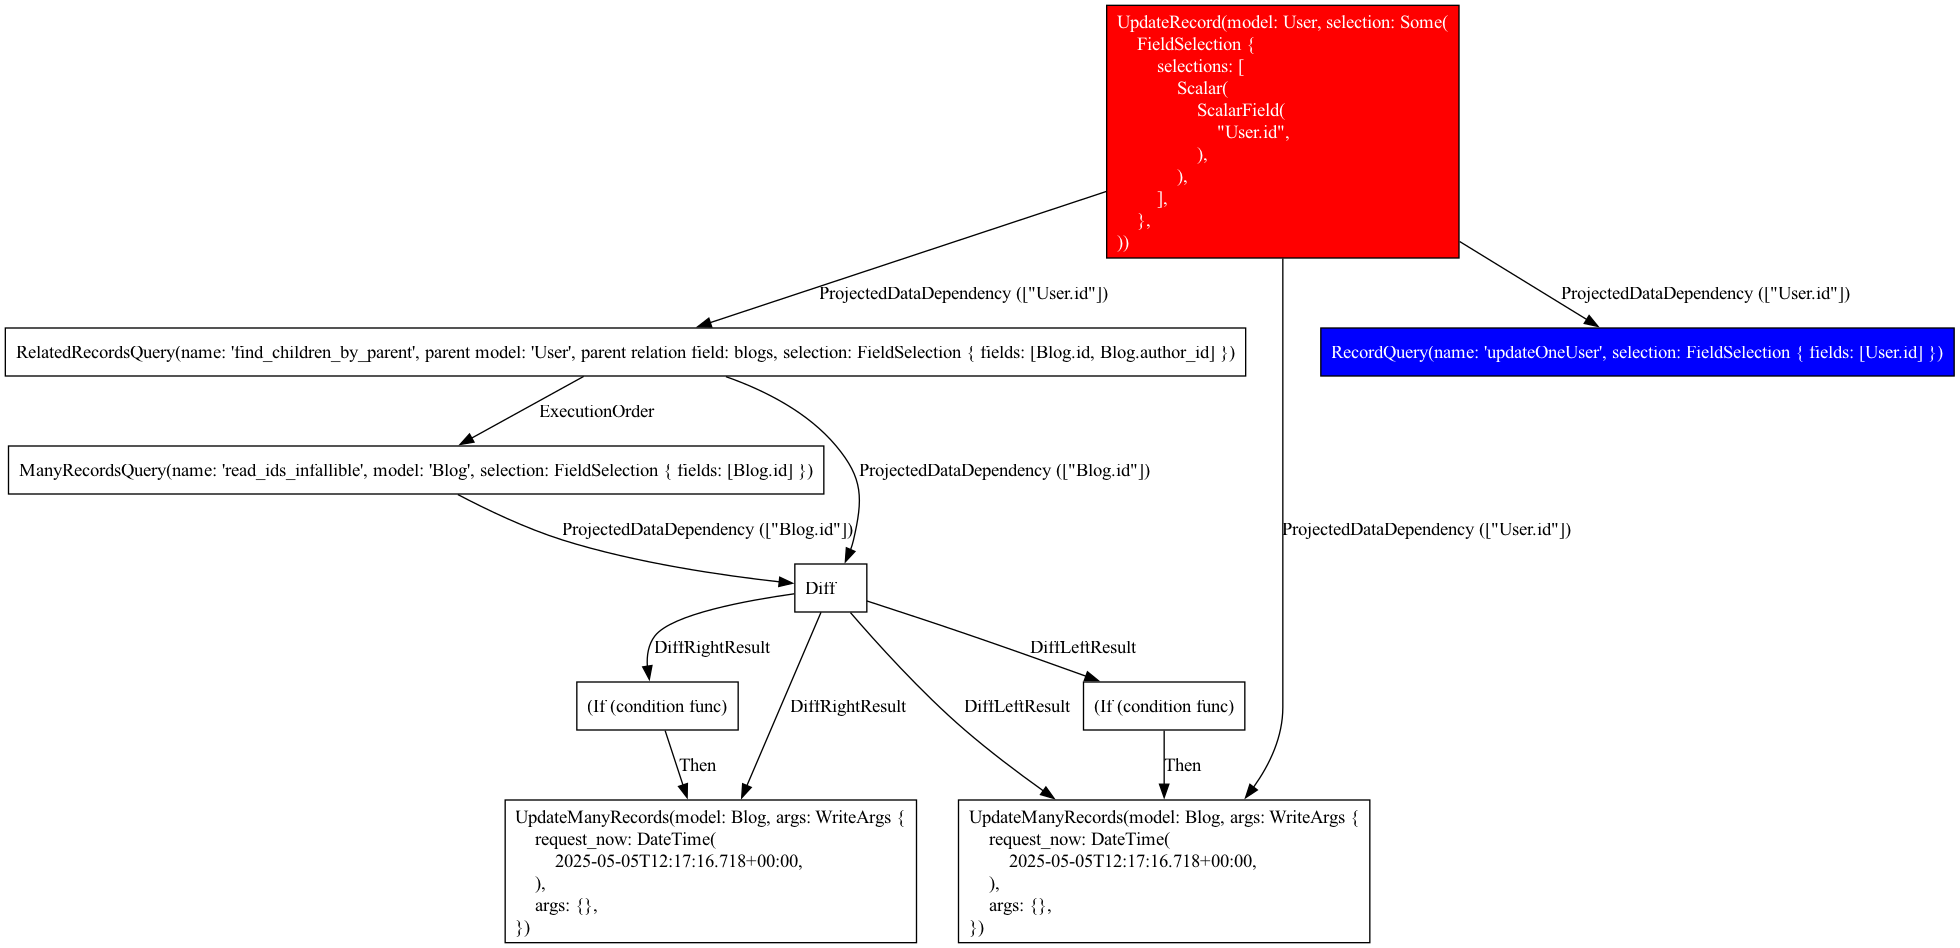 UpdateRecord(model: User, selection: Some(
FieldSelection {
selections: [
Scalar(
ScalarField(
"User.id",
),
),
],
},
))
ProjectedDataDependency (["User.id"])
ProjectedDataDependency (["User.id"])
RelatedRecordsQuery(name: 'find_children_by_parent', parent model: 'User', parent relation field: blogs, selection: FieldSelection { fields: [Blog.id, Blog.author_id] })
RecordQuery(name: 'updateOneUser', selection: FieldSelection { fields: [User.id] })
ExecutionOrder
ManyRecordsQuery(name: 'read_ids_infallible', model: 'Blog', selection: FieldSelection { fields: [Blog.id] })
ProjectedDataDependency (["Blog.id"])
ProjectedDataDependency (["Blog.id"])
ProjectedDataDependency (["User.id"])
Diff
DiffRightResult
DiffLeftResult
(If (condition func)
DiffRightResult
DiffLeftResult
(If (condition func)
Then
Then
UpdateManyRecords(model: Blog, args: WriteArgs {
request_now: DateTime(
2025-05-05T12:17:16.718+00:00,
),
args: {},
})
UpdateManyRecords(model: Blog, args: WriteArgs {
request_now: DateTime(
2025-05-05T12:17:16.718+00:00,
),
args: {},
})